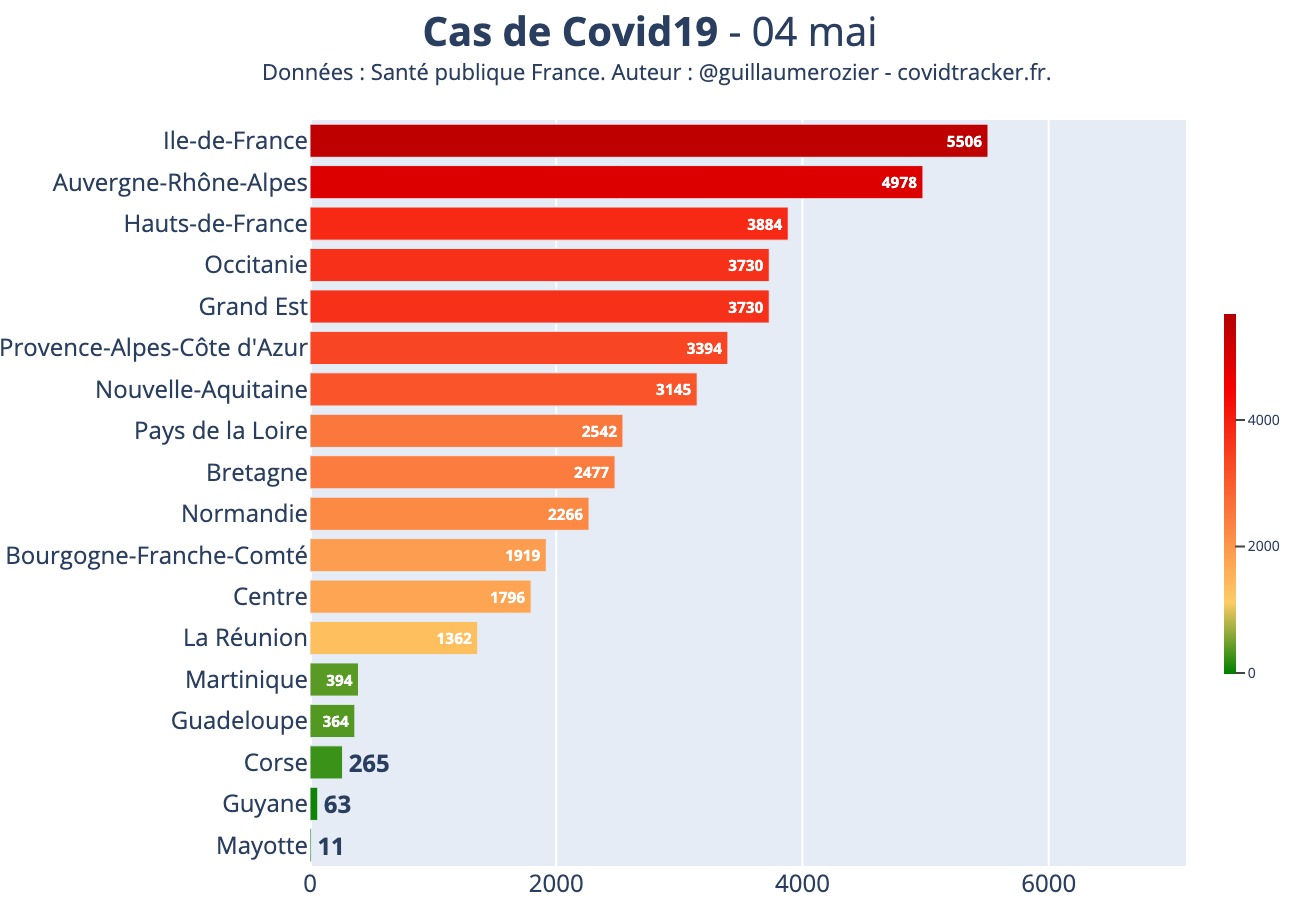 Cas de Covid19 - 04 mai
Données : Santé publique France. Auteur : @guillaumerozier - covidtracker.fr.
Ile-de-France 5506
Auvergne-Rhône-Alpes 4978
Hauts-de-France 3884
Occitanie 3730
Grand Est 3730
Provence-Alpes-Côte d'Azur 3394
Nouvelle-Aquitaine 3145
Pays de la Loire 2542
Bretagne 2477
Normandie 2266
Bourgogne-Franche-Comté 1919
Centre 1796
La Réunion 1362
Martinique 394
Guadeloupe 364
Corse 265
Guyane 63
Mayotte 11
0 2000 4000 6000
4000
2000
0